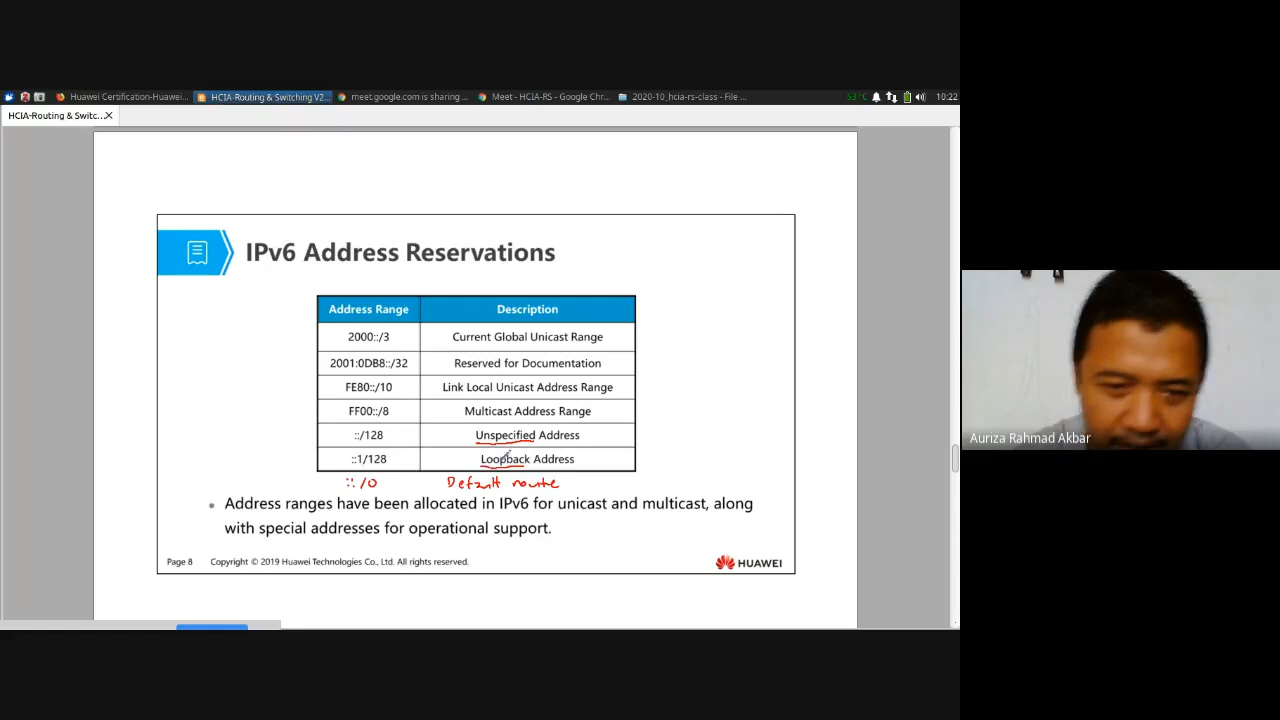 Huawei Certification-Huawei...
HCIA-Routing & Switching V2...
meet.google.com is sharing ...
Meet - HCIA-RS - Google Chr...
2020-10_hcia-rs-class - File ...
53°C
10:22
HCIA-Routing & Switc...
IPv6 Address Reservations
Address Range Description
2000::/3 Current Global Unicast Range
2001:0DB8::/32 Reserved for Documentation
FE80::/10 Link Local Unicast Address Range
FF00::/8 Multicast Address Range
::/128 Unspecified Address
::1/128 Loopback Address
::/0 Default route
Address ranges have been allocated in IPv6 for unicast and multicast, along
with special addresses for operational support.
Page 8 Copyright © 2019 Huawei Technologies Co., Ltd. All rights reserved.
HUAWEI
Auriza Rahmad Akbar